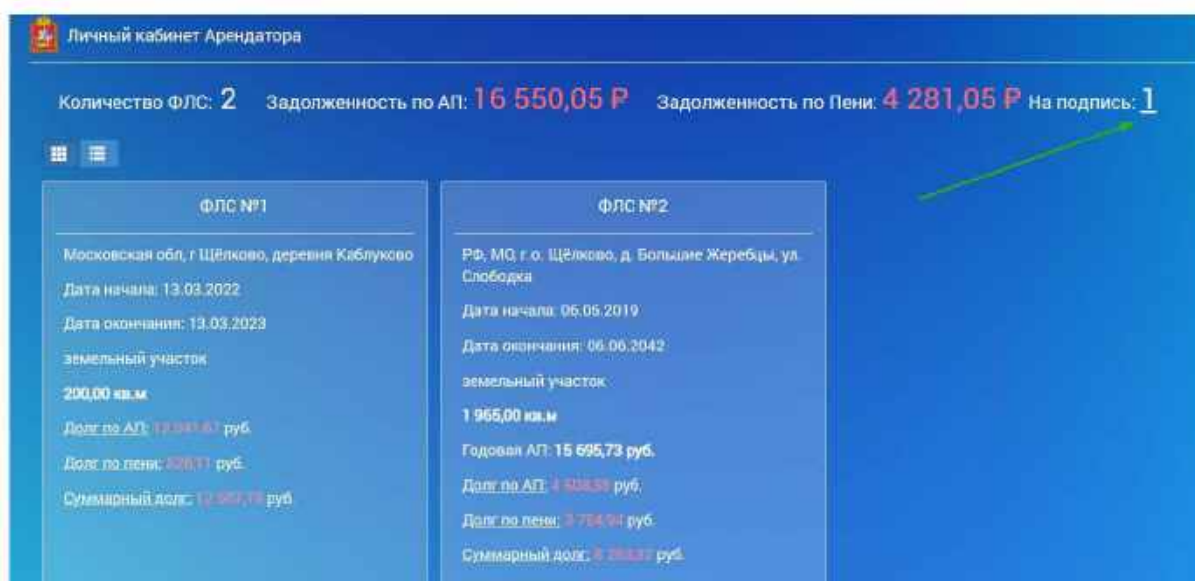 Личный кабинет Арендатора
Количество ФЛС: 2 Задолженность по АП: 16 550,05 ₽ Задолженность по Пени: 4 281,05 ₽ На подпись: 1
ФЛС №1
Московская обл, г Щёлково, деревня Каблуково
Дата начала: 13.03.2022
Дата окончания: 13.03.2023
земельный участок
200,00 кв.м
Долг по АП: руб.
Долг по пени: руб.
Суммарный долг: руб.
ФЛС №2
РФ, МО, г.о. Щёлково, д. Большие Жеребцы, ул.
Слободка
Дата начала: 06.06.2019
Дата окончания: 06.06.2042
земельный участок
1 965,00 кв.м
Годовая АП: 15 695,73 руб.
Долг по АП: руб.
Долг по пени: руб.
Суммарный долг: руб.